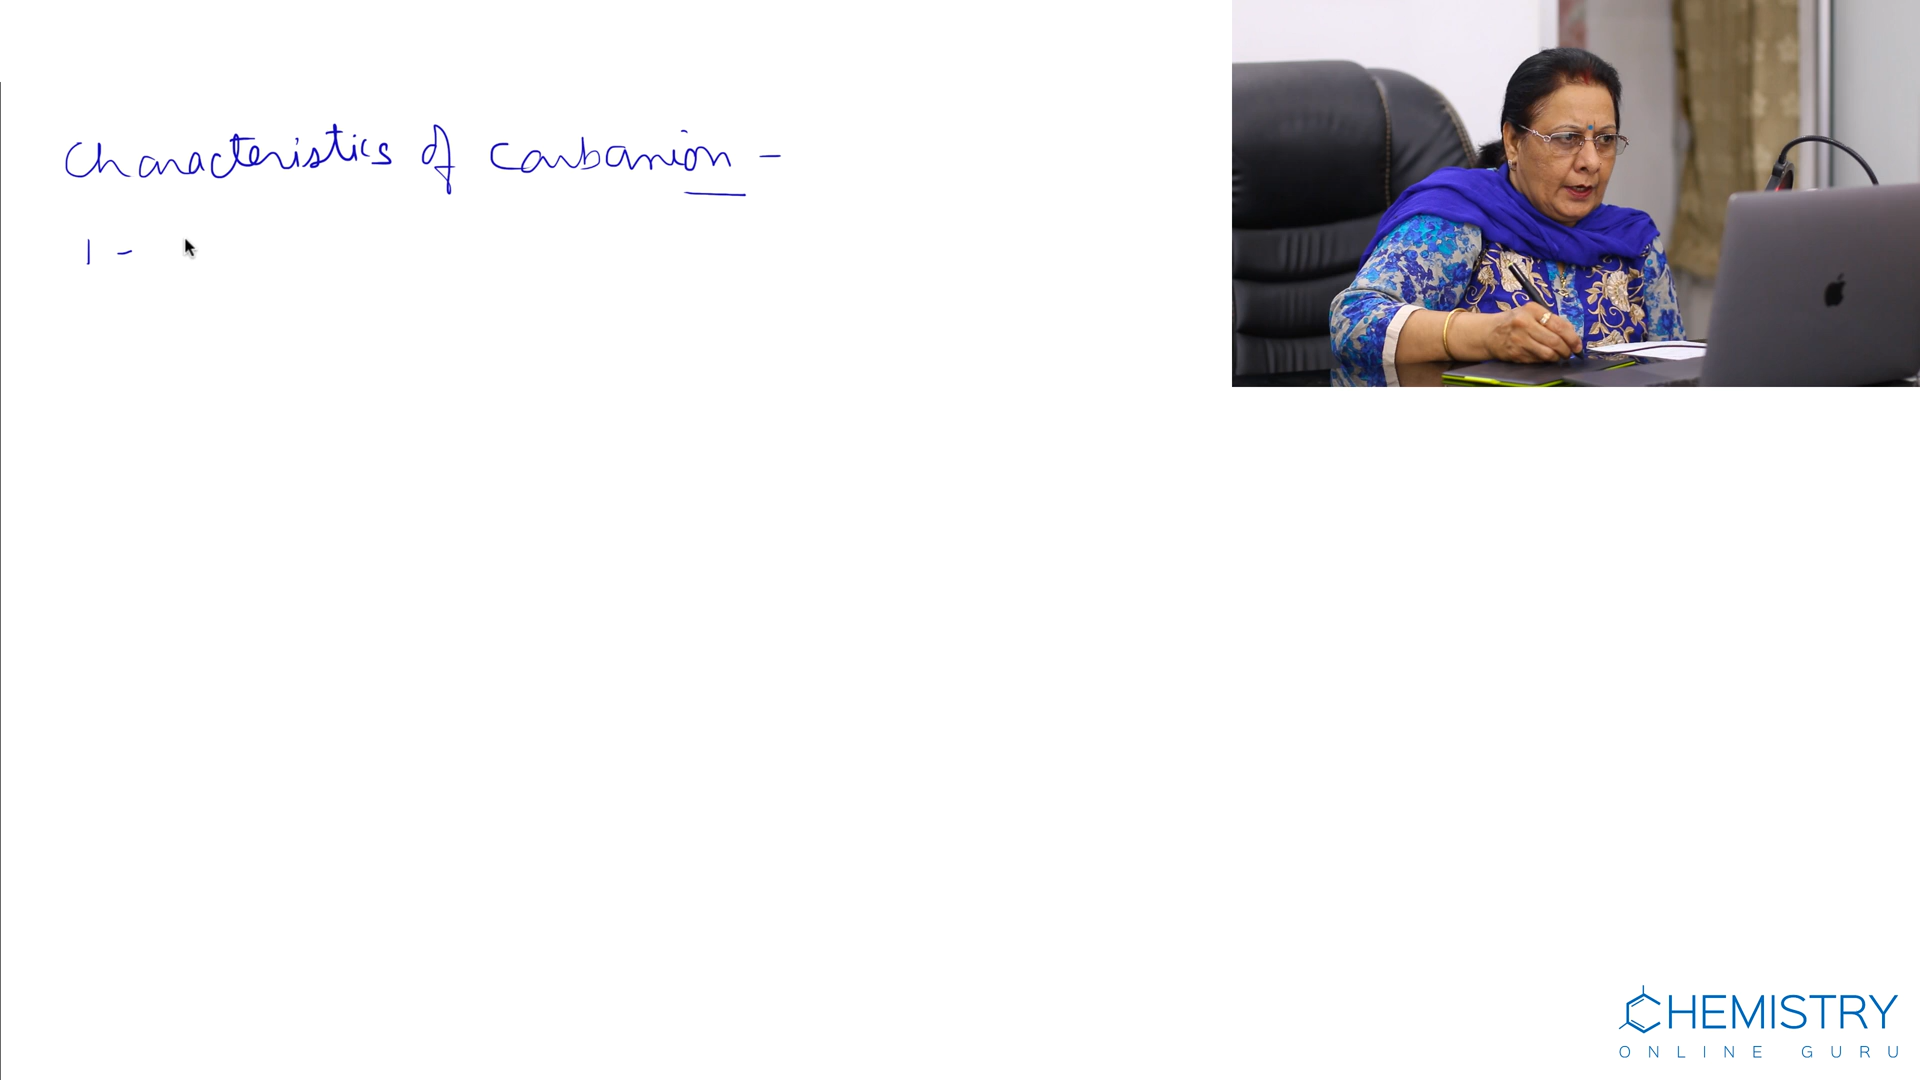 Characteristics of Carbanion -
1 -
CHEMISTRY
ONLINE GURU